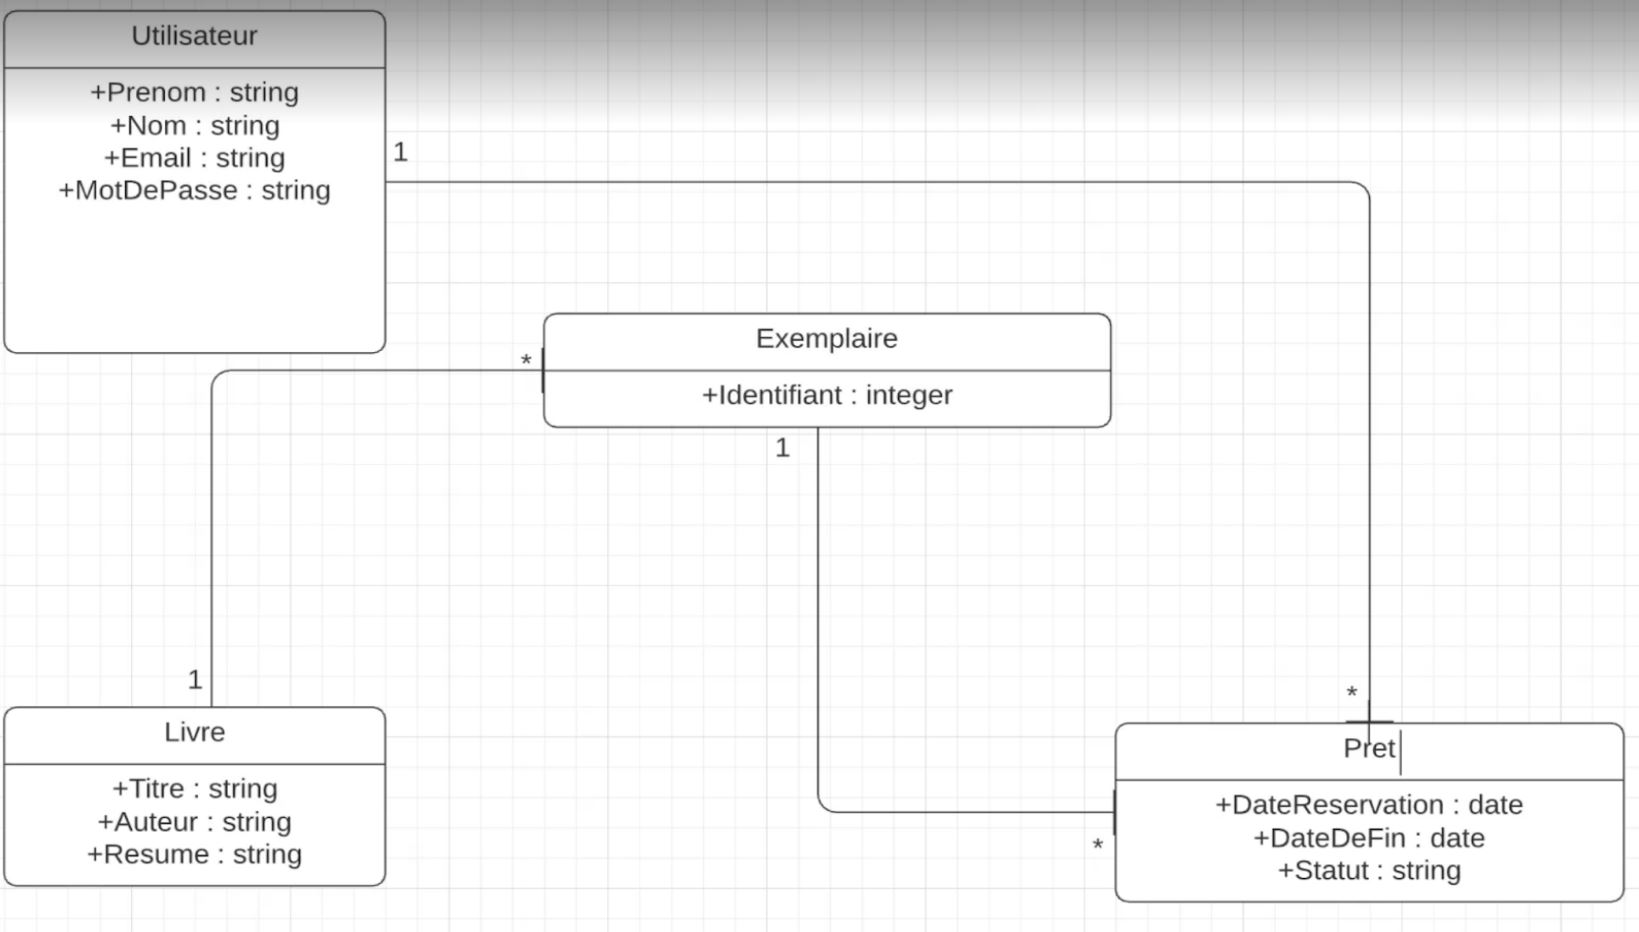 Utilisateur
+Prenom : string
+Nom : string
+Email : string
+MotDePasse : string
1
Exemplaire
+Identifiant : integer
*
1
1
Livre
+Titre : string
+Auteur : string
+Resume : string
*
Pret
+DateReservation : date
+DateDeFin : date
+Statut : string
*